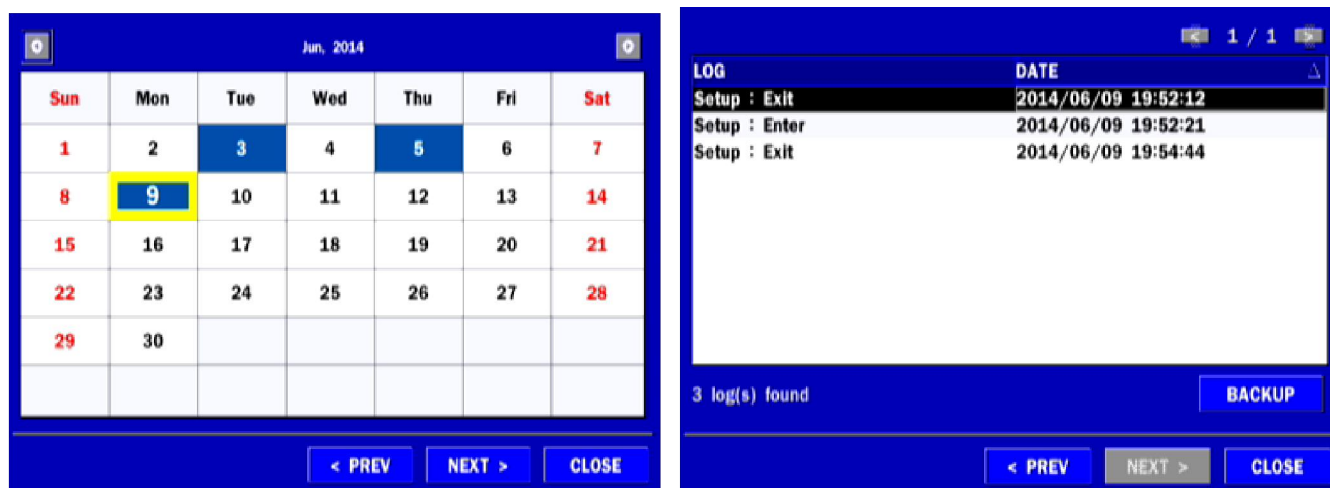 Jun, 2014
Sun Mon Tue Wed Thu Fri Sat
1 2 3 4 5 6 7
8 9 10 11 12 13 14
15 16 17 18 19 20 21
22 23 24 25 26 27 28
29 30
< PREV NEXT > CLOSE
< 1 / 1 >
LOG DATE △
Setup : Exit 2014/06/09 19:52:12
Setup : Enter 2014/06/09 19:52:21
Setup : Exit 2014/06/09 19:54:44
3 log(s) found BACKUP
< PREV NEXT > CLOSE